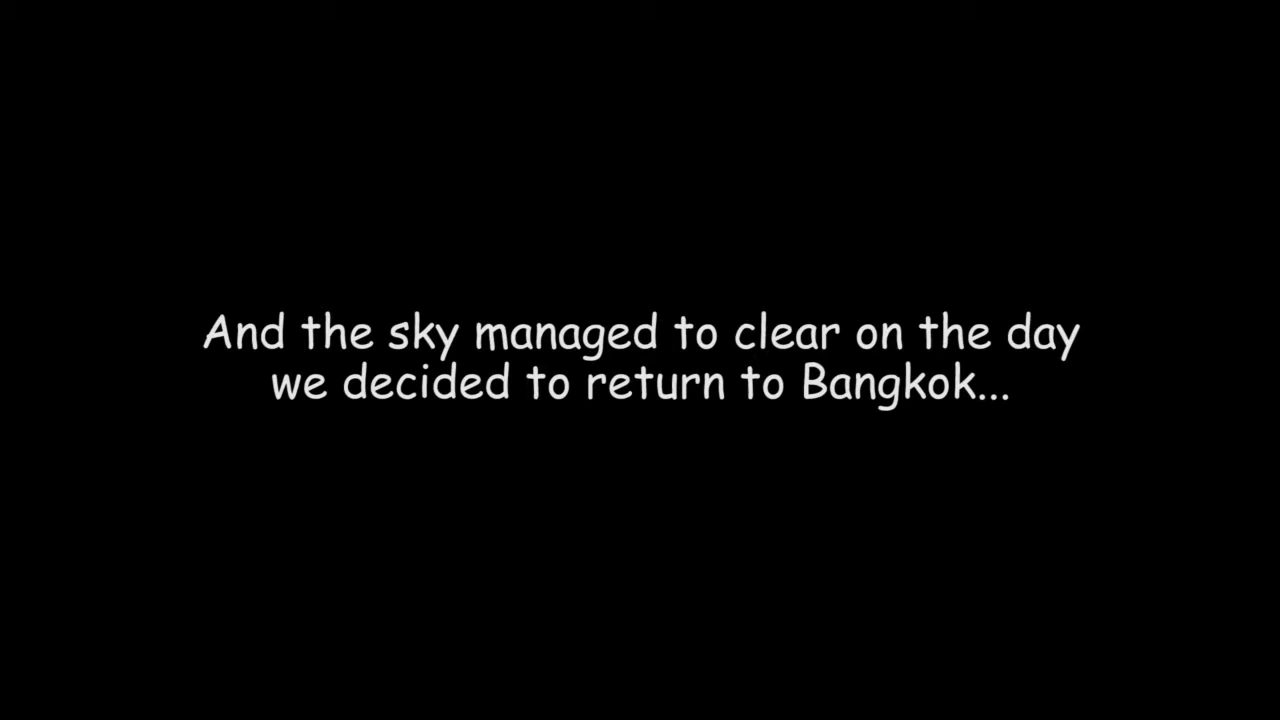 And the sky managed to clear on the day
we decided to return to Bangkok...